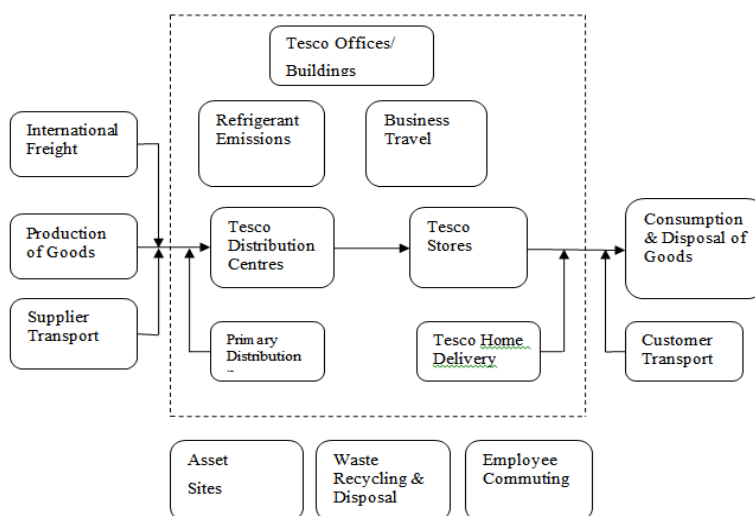 Tesco Offices/
Buildings
International
Freight
Refrigerant
Emissions
Business
Travel
Production
of Goods
Tesco
Distribution
Centres
Tesco
Stores
Consumption
& Disposal of
Goods
Supplier
Transport
Primary
Distribution
Tesco Home
Delivery
Customer
Transport
Asset
Sites
Waste
Recycling &
Disposal
Employee
Commuting